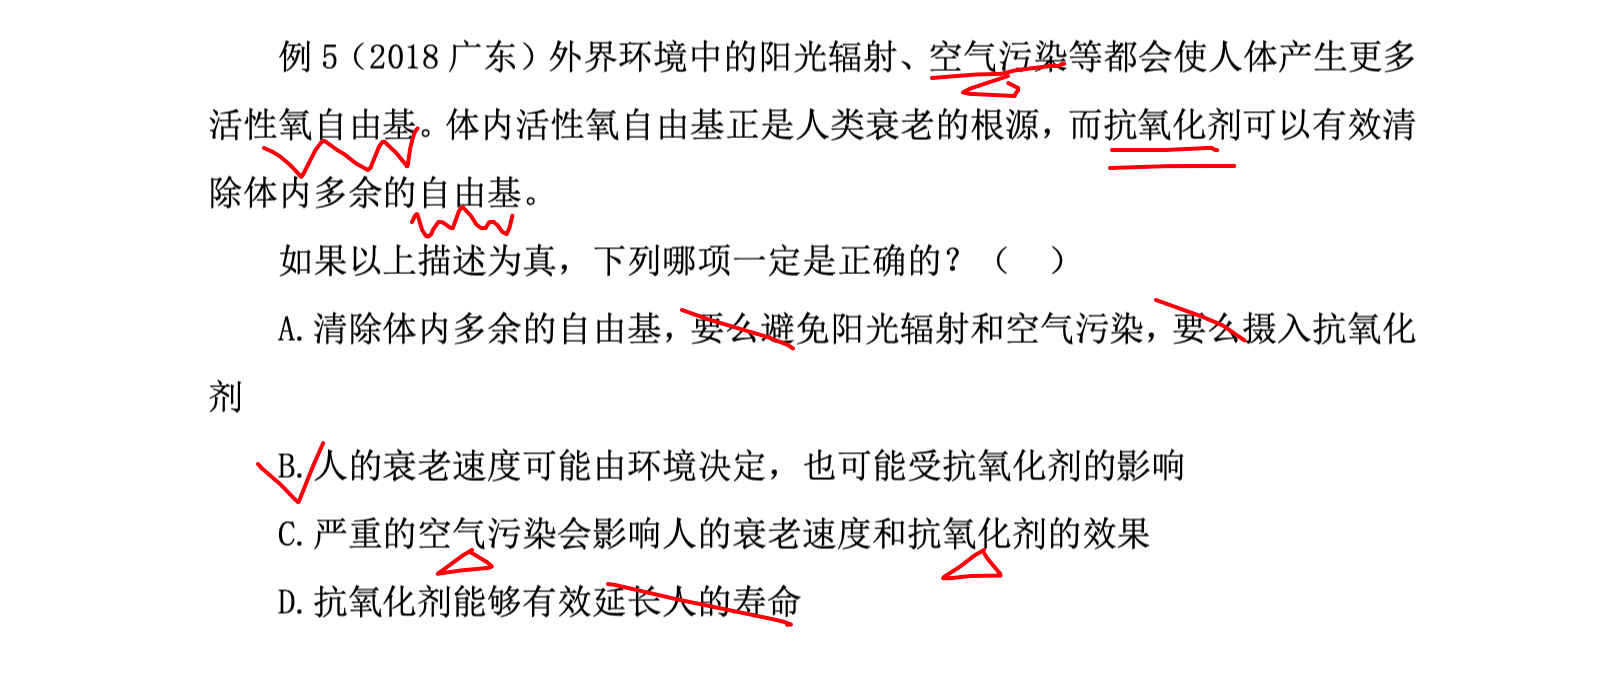 例 5（2018 广东）外界环境中的阳光辐射、空气污染等都会使人体产生更多
活性氧自由基。体内活性氧自由基正是人类衰老的根源，而抗氧化剂可以有效清
除体内多余的自由基。
如果以上描述为真，下列哪项一定是正确的？（ ）
A. 清除体内多余的自由基，要么避免阳光辐射和空气污染，要么摄入抗氧化
剂
B. 人的衰老速度可能由环境决定，也可能受抗氧化剂的影响
C. 严重的空气污染会影响人的衰老速度和抗氧化剂的效果
D. 抗氧化剂能够有效延长人的寿命